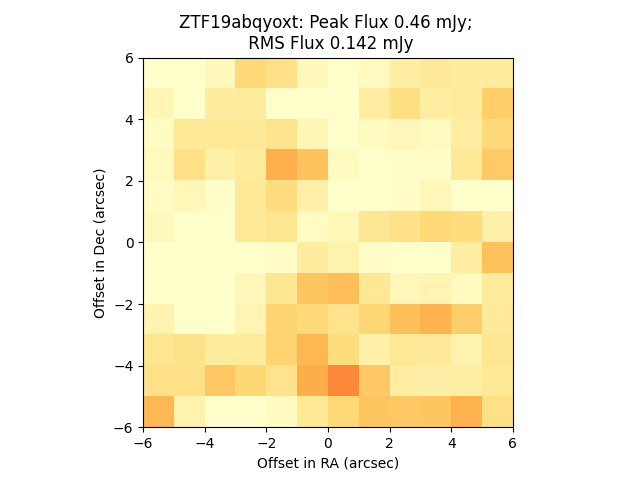 ZTF19abqyoxt: Peak Flux 0.46 mJy;
RMS Flux 0.142 mJy
6
4
2
0
−2
−4
−6
Offset in Dec (arcsec)
−6 −4 −2 0 2 4 6
Offset in RA (arcsec)